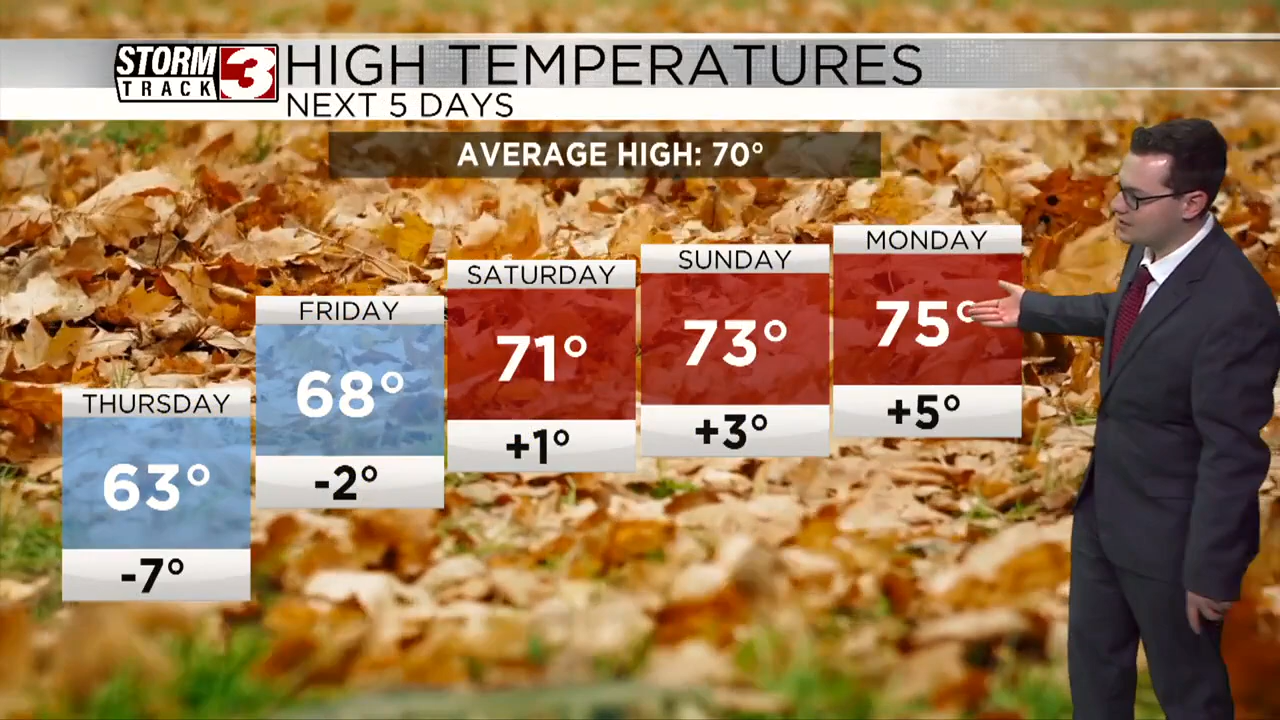 STORM
TRACK
3
HIGH TEMPERATURES
NEXT 5 DAYS
AVERAGE HIGH: 70°
THURSDAY
63°
-7°
FRIDAY
68°
-2°
SATURDAY
71°
+1°
SUNDAY
73°
+3°
MONDAY
75°
+5°